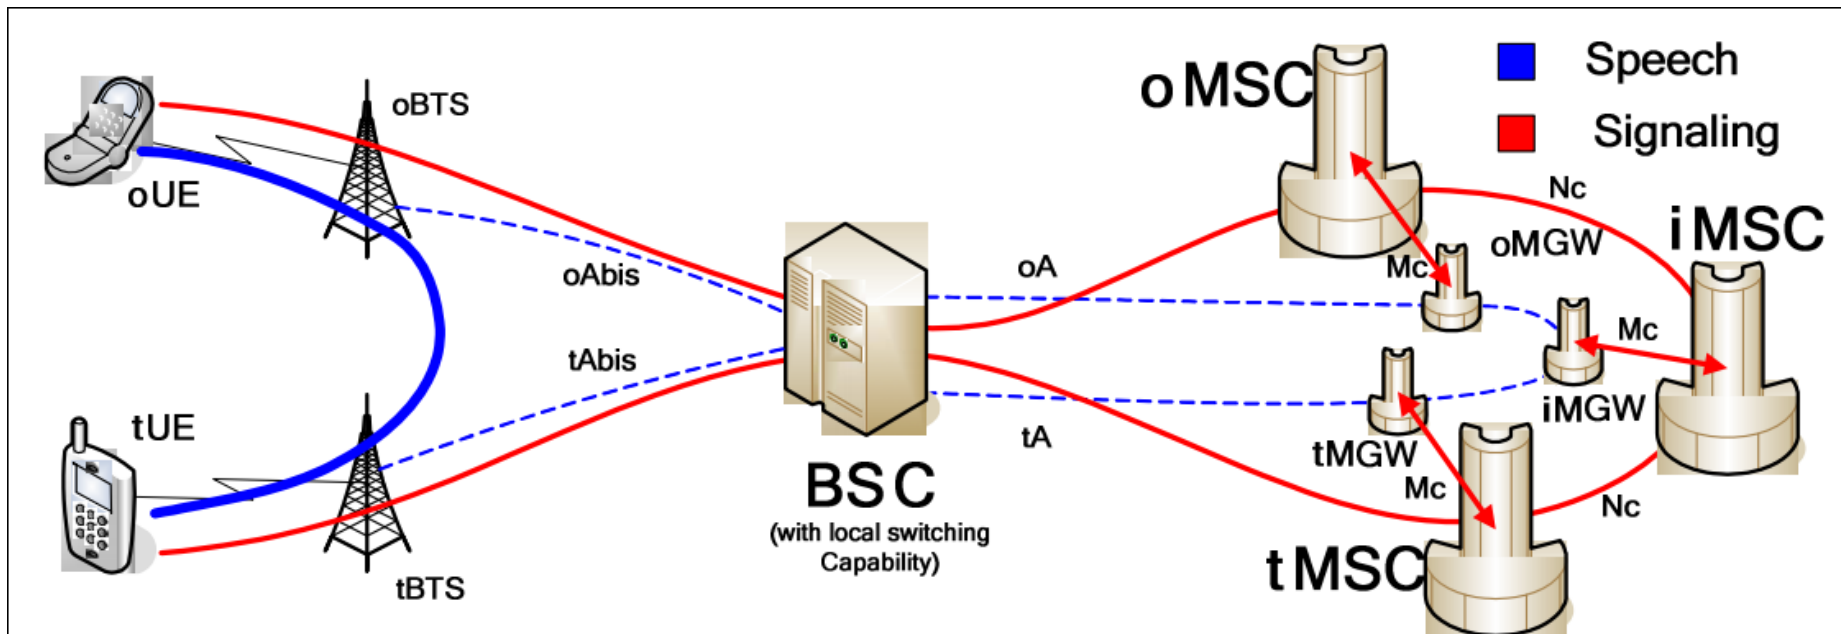 oBTS
oUE
oAbis
tAbis
tUE
tBTS
BSC
(with local switching
Capability)
oA
tA
oMSC
Speech
Signaling
Nc
iMSC
oMGW
Mc
Mc
iMGW
tMGW
Mc
Nc
tMSC